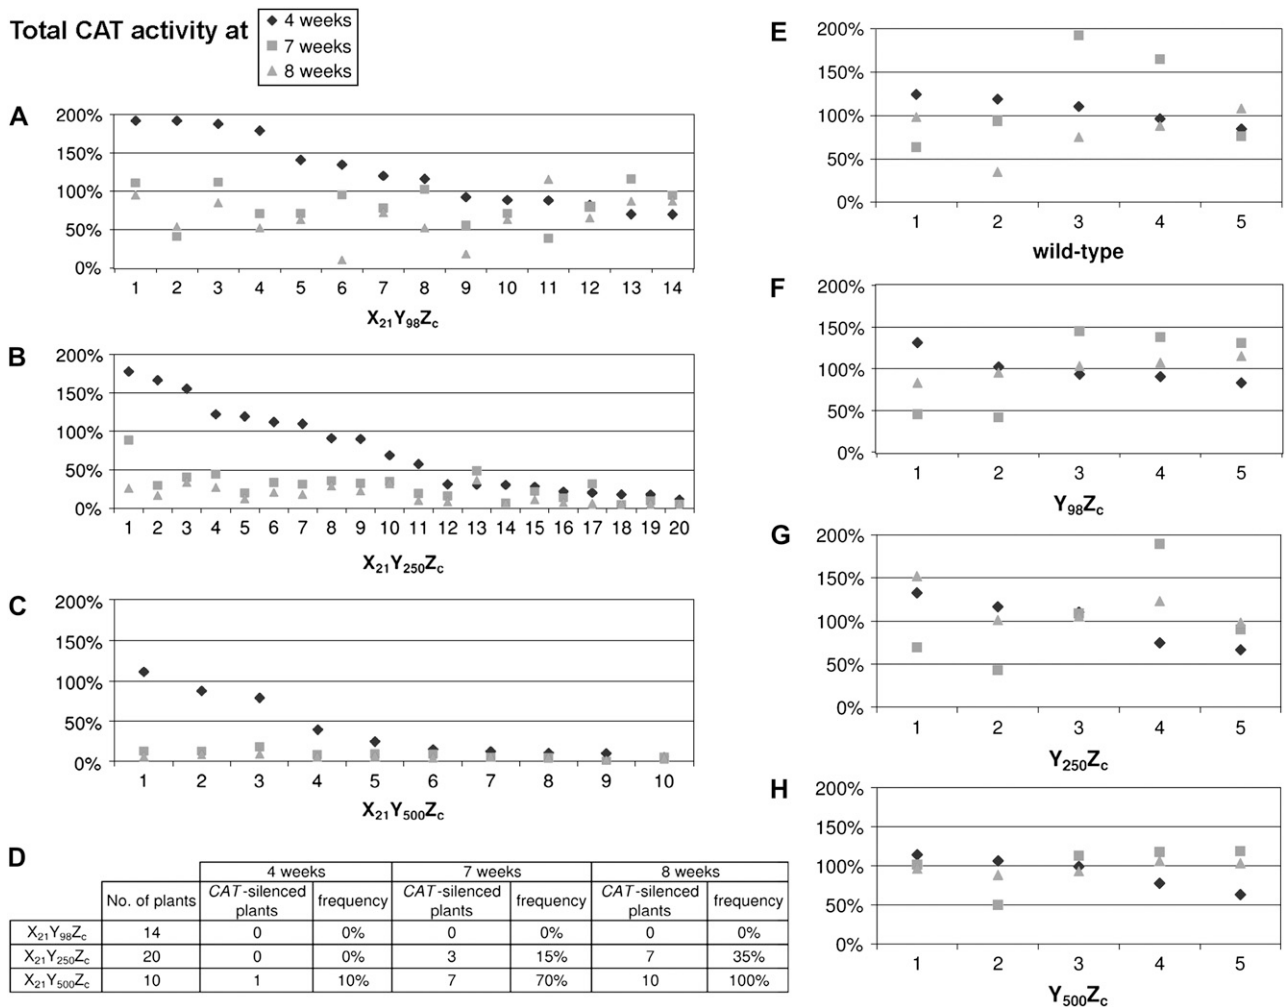 Total CAT activity at
4 weeks
7 weeks
8 weeks
A
200%
150%
100%
50%
0%
1 2 3 4 5 6 7 8 9 10 11 12 13 14
X21Y98Zc
B
200%
150%
100%
50%
0%
1 2 3 4 5 6 7 8 9 10 11 12 13 14 15 16 17 18 19 20
X21Y250Zc
C
200%
150%
100%
50%
0%
1 2 3 4 5 6 7 8 9 10
X21Y500Zc
D
4 weeks 7 weeks 8 weeks
No. of plants CAT-silenced plants frequency CAT-silenced plants frequency CAT-silenced plants frequency
X21Y98Zc 14 0 0% 0 0% 0 0%
X21Y250Zc 20 0 0% 3 15% 7 35%
X21Y500Zc 10 1 10% 7 70% 10 100%
E
200%
150%
100%
50%
0%
1 2 3 4 5
wild-type
F
200%
150%
100%
50%
0%
1 2 3 4 5
Y98Zc
G
200%
150%
100%
50%
0%
1 2 3 4 5
Y250Zc
H
200%
150%
100%
50%
0%
1 2 3 4 5
Y500Zc